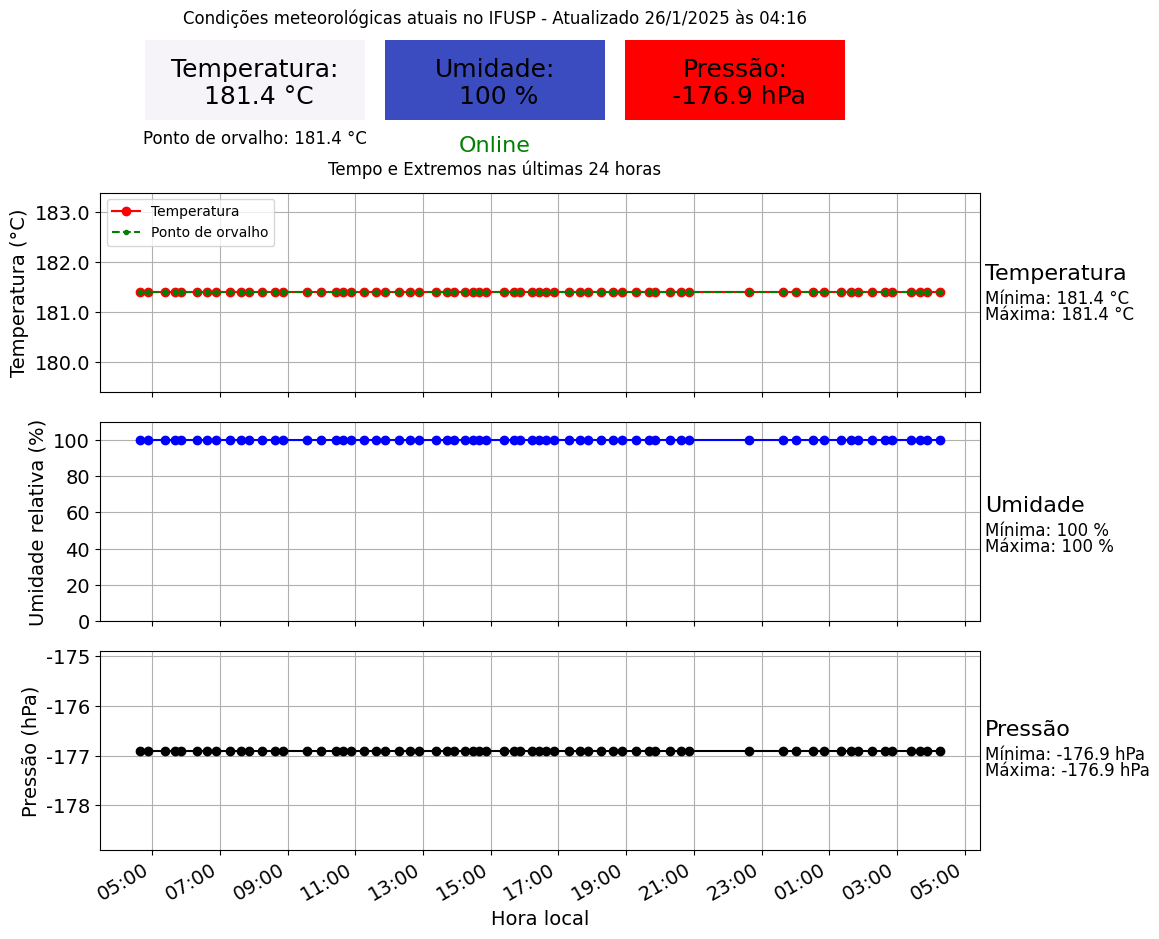 Condições meteorológicas atuais no IFUSP - Atualizado 26/1/2025 às 04:16
Temperatura:
181.4 °C
Umidade:
100 %
Pressão:
-176.9 hPa
Ponto de orvalho: 181.4 °C
Online
Tempo e Extremos nas últimas 24 horas
Temperatura (°C)
183.0
182.0
181.0
180.0
Temperatura
Ponto de orvalho
Temperatura
Mínima: 181.4 °C
Máxima: 181.4 °C
Umidade relativa (%)
100
80
60
40
20
0
Umidade
Mínima: 100 %
Máxima: 100 %
Pressão (hPa)
-175
-176
-177
-178
Pressão
Mínima: -176.9 hPa
Máxima: -176.9 hPa
05:00
07:00
09:00
11:00
13:00
15:00
17:00
19:00
21:00
23:00
01:00
03:00
05:00
Hora local